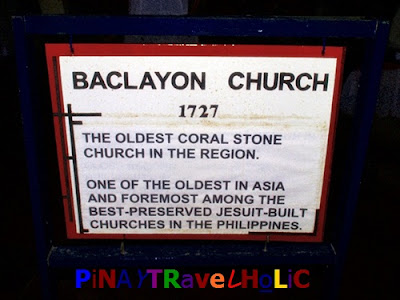 BACLAYON CHURCH
1727
THE OLDEST CORAL STONE
CHURCH IN THE REGION.
ONE OF THE OLDEST IN ASIA
AND FOREMOST AMONG THE
BEST-PRESERVED JESUIT-BUILT
CHURCHES IN THE PHILIPPINES.
PiNAYTRaveLHoLiC